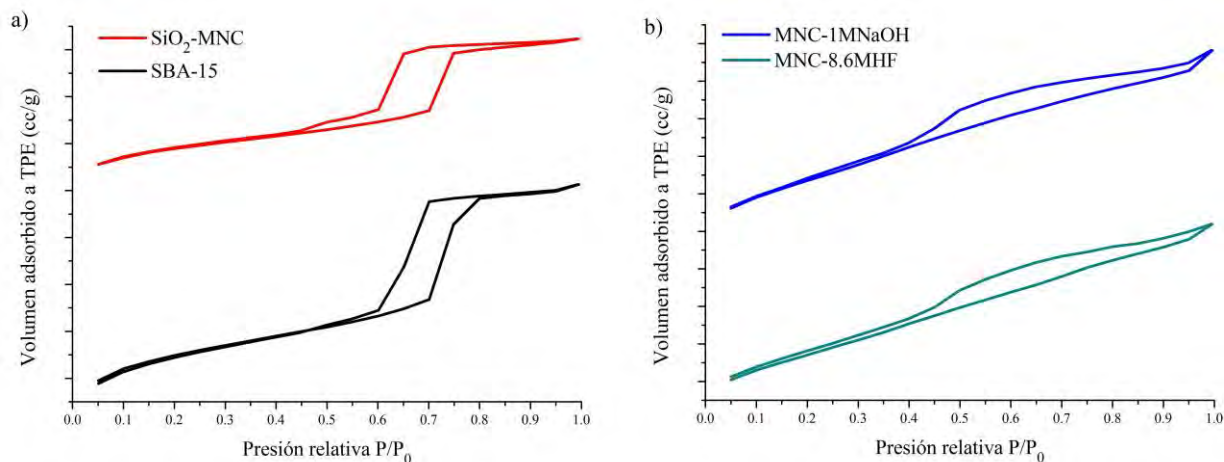 a)
SiO2-MNC
SBA-15
Volumen adsorbido a TPE (cc/g)
0.0 0.1 0.2 0.3 0.4 0.5 0.6 0.7 0.8 0.9 1.0
Presión relativa P/P0
b)
MNC-1MNaOH
MNC-8.6MHF
Volumen adsorbido a TPE (cc/g)
0.0 0.1 0.2 0.3 0.4 0.5 0.6 0.7 0.8 0.9 1.0
Presión relativa P/P0